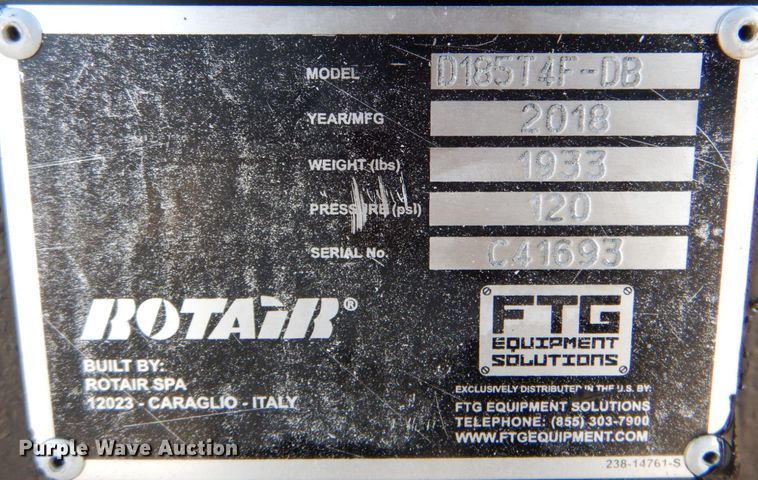 MODEL D185T4F-DB
YEAR/MFG 2018
WEIGHT (lbs) 1933
PRESSURE (psi) 120
SERIAL No. C41693
ROTAIR®
BUILT BY:
ROTAIR SPA
12023 - CARAGLIO - ITALY
FTG
EQUIPMENT
SOLUTIONS
EXCLUSIVELY DISTRIBUTED IN THE U.S. BY:
FTG EQUIPMENT SOLUTIONS
TELEPHONE: (855) 303-7900
WWW.FTGEQUIPMENT.COM
238-14761-S
Purple Wave Auction